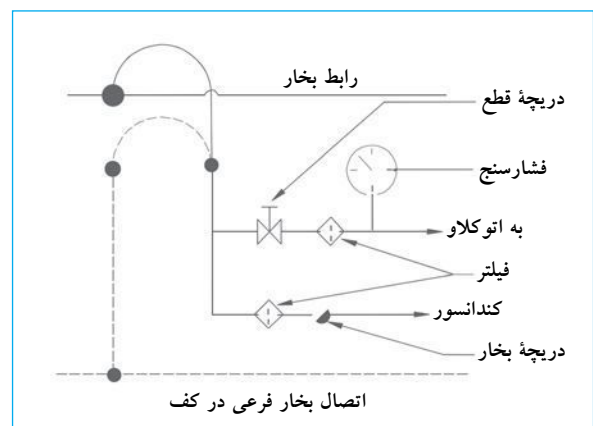 رابط بخار
دریچهٔ قطع
فشارسنج
به اتوکلاو
فیلتر
کندانسور
دریچهٔ بخار
اتصال بخار فرعی در کف